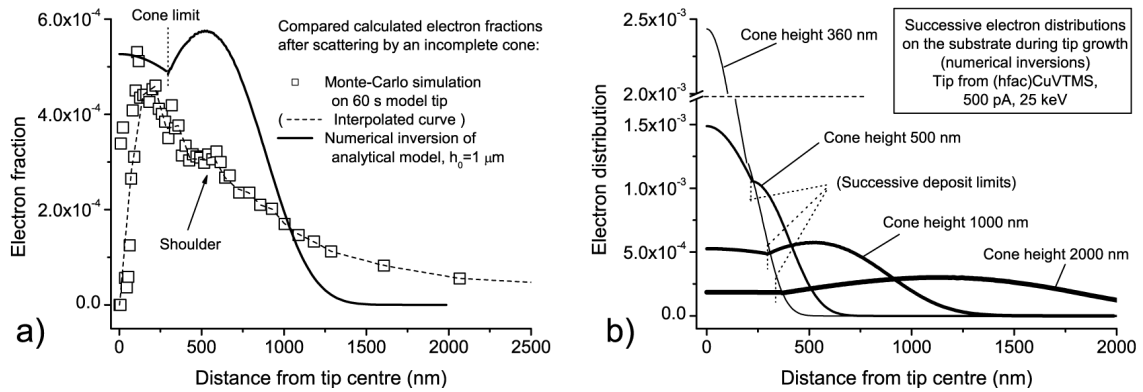 a)
Electron fraction
6.0x10⁻⁴
4.0x10⁻⁴
2.0x10⁻⁴
0.0
Cone limit
Compared calculated electron fractions
after scattering by an incomplete cone:
Monte-Carlo simulation
on 60 s model tip
( Interpolated curve )
Numerical inversion of
analytical model, h₀=1 μm
Shoulder
0 500 1000 1500 2000 2500
Distance from tip centre (nm)
b)
Electron distribution
3.0x10⁻³
2.5x10⁻³
2.0x10⁻³
1.5x10⁻³
1.0x10⁻³
5.0x10⁻⁴
0.0
Cone height 360 nm
Successive electron distributions
on the substrate during tip growth
(numerical inversions)
Tip from (hfac)CuVTMS,
500 pA, 25 keV
Cone height 500 nm
(Successive deposit limits)
Cone height 1000 nm
Cone height 2000 nm
0 500 1000 1500 2000
Distance from tip centre (nm)